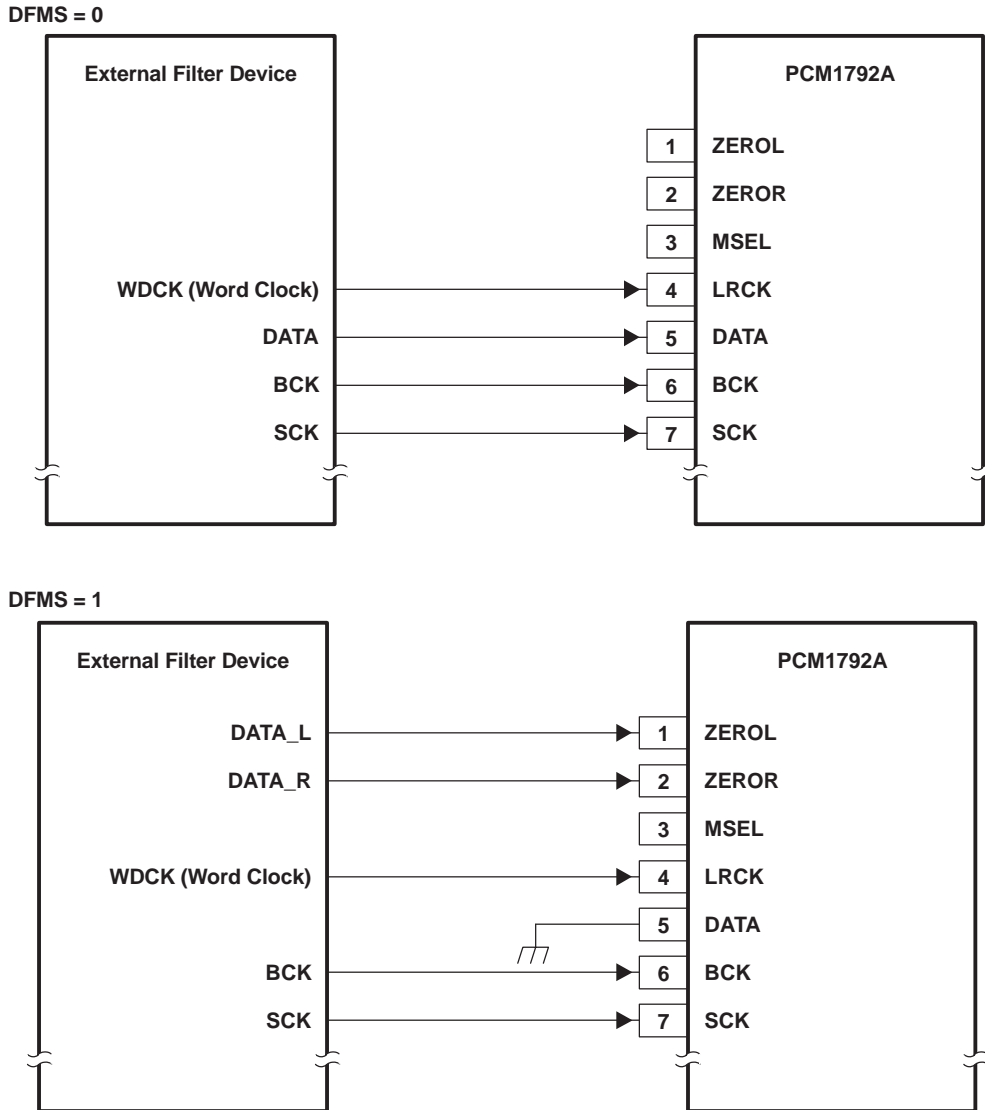 DFMS = 0
External Filter Device
PCM1792A
1 ZEROL
2 ZEROR
3 MSEL
WDCK (Word Clock) 4 LRCK
DATA 5 DATA
BCK 6 BCK
SCK 7 SCK
DFMS = 1
External Filter Device
PCM1792A
DATA_L 1 ZEROL
DATA_R 2 ZEROR
3 MSEL
WDCK (Word Clock) 4 LRCK
5 DATA
BCK 6 BCK
SCK 7 SCK